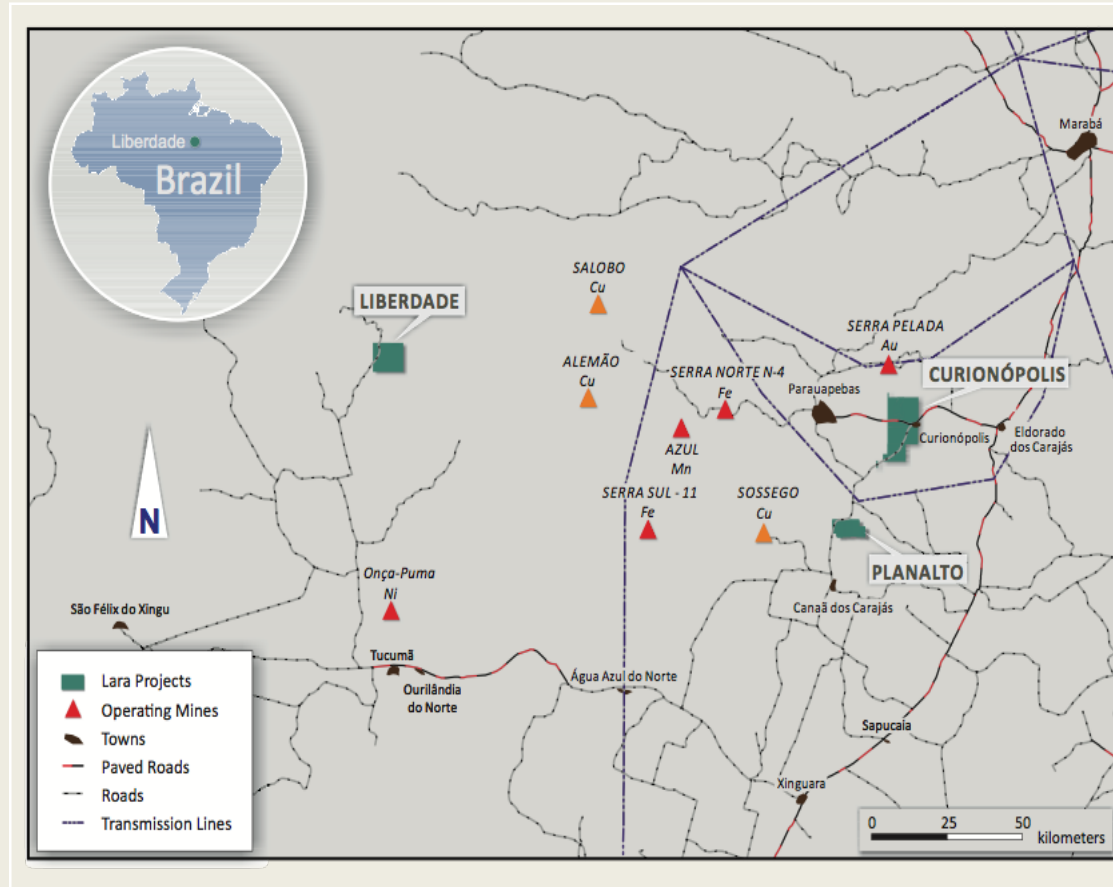 Liberdade
Brazil
Marabá
SALOBO
Cu
LIBERDADE
SERRA PELADA
Au
ALEMÃO
Cu
SERRA NORTE N-4
Fe
CURIONÓPOLIS
Parauapebas
Curionópolis
Eldorado
dos Carajás
AZUL
Mn
SERRA SUL - 11
Fe
SOSSEGO
Cu
N
PLANALTO
Onça-Puma
Ni
Canaã dos Carajás
São Félix do Xingu
Tucumã
Ourilândia
do Norte
Água Azul do Norte
Sapucaia
Xinguara
Lara Projects
Operating Mines
Towns
Paved Roads
Roads
Transmission Lines
0 25 50
kilometers